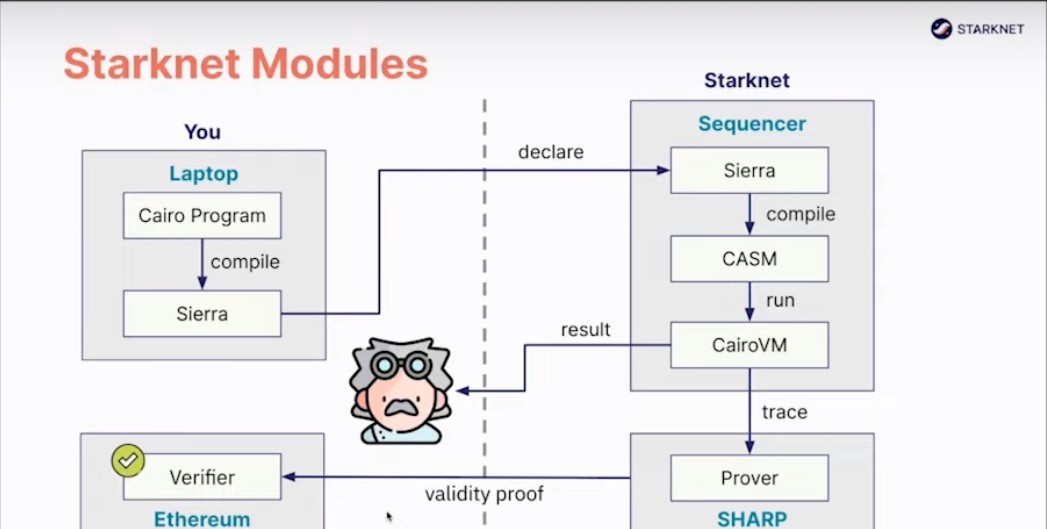 STARKNET
Starknet Modules
Starknet
You
Sequencer
declare
Laptop
Sierra
Cairo Program
compile
compile
CASM
Sierra
run
result
CairoVM
trace
Verifier
Prover
validity proof
Ethereum
SHARP